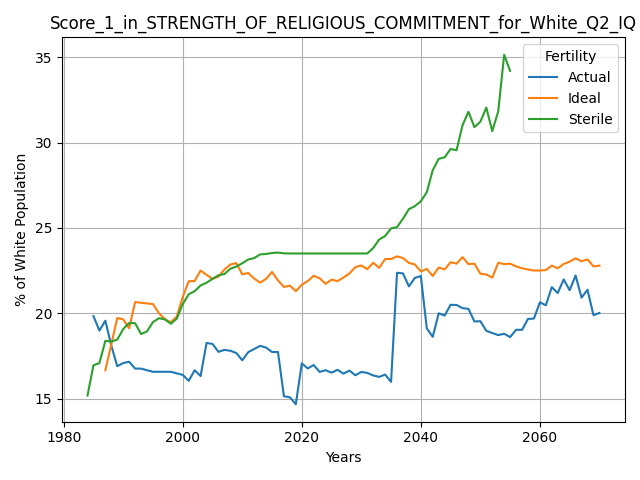 Score_1_in_STRENGTH_OF_RELIGIOUS_COMMITMENT_for_White_Q2_IQ
Fertility
Actual
Ideal
Sterile
% of White Population
35
30
25
20
15
1980
2000
2020
2040
2060
Years